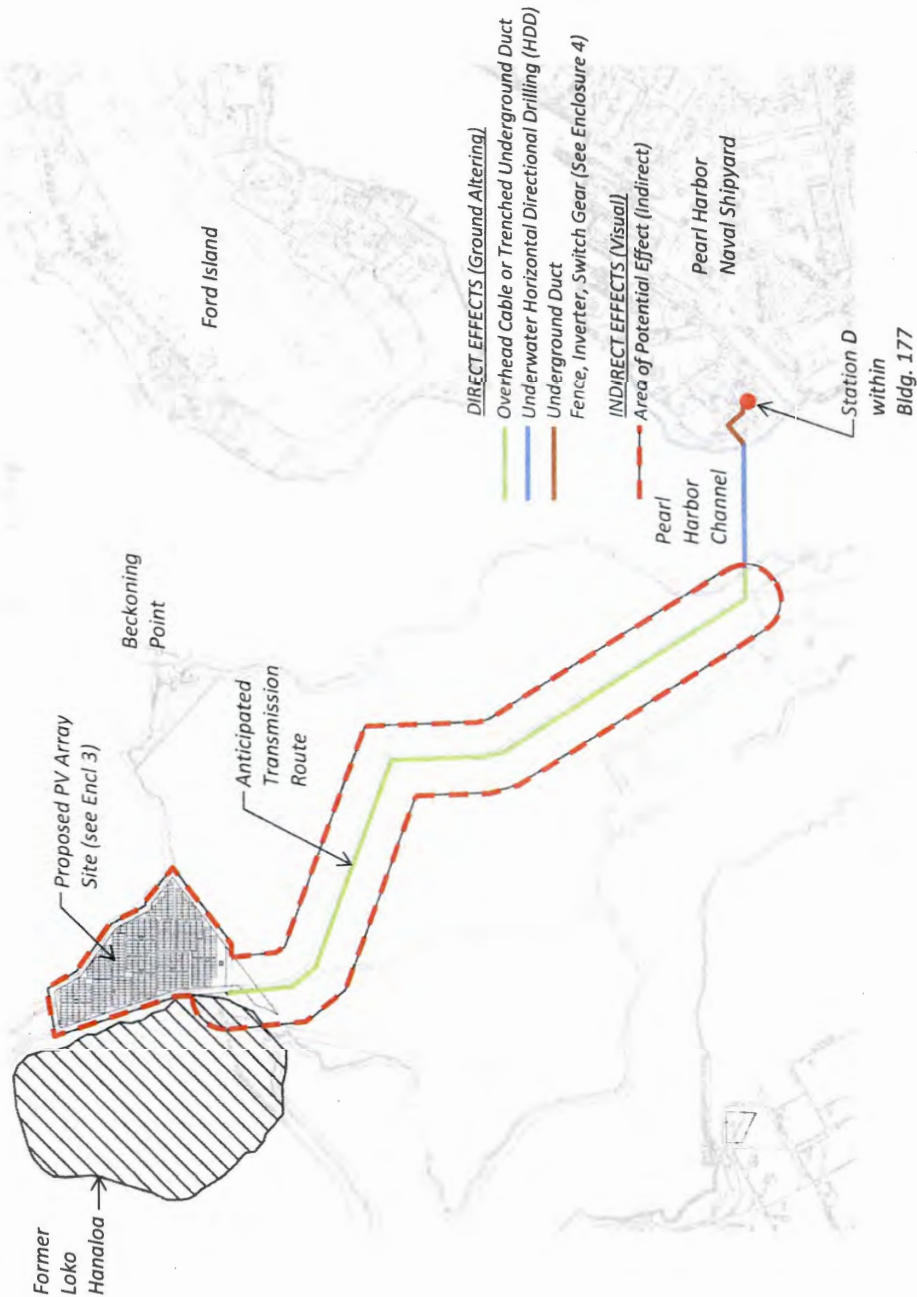 Former
Loko
Hanaloa
Proposed PV Array
Site (see Encl 3)
Beckoning
Point
Anticipated
Transmission
Route
Ford Island
DIRECT EFFECTS (Ground Altering)
Overhead Cable or Trenched Underground Duct
Underwater Horizontal Directional Drilling (HDD)
Underground Duct
Fence, Inverter, Switch Gear (See Enclosure 4)
INDIRECT EFFECTS (Visual)
Area of Potential Effect (Indirect)
Pearl
Harbor
Channel
Pearl Harbor
Naval Shipyard
Station D
within
Bldg. 177